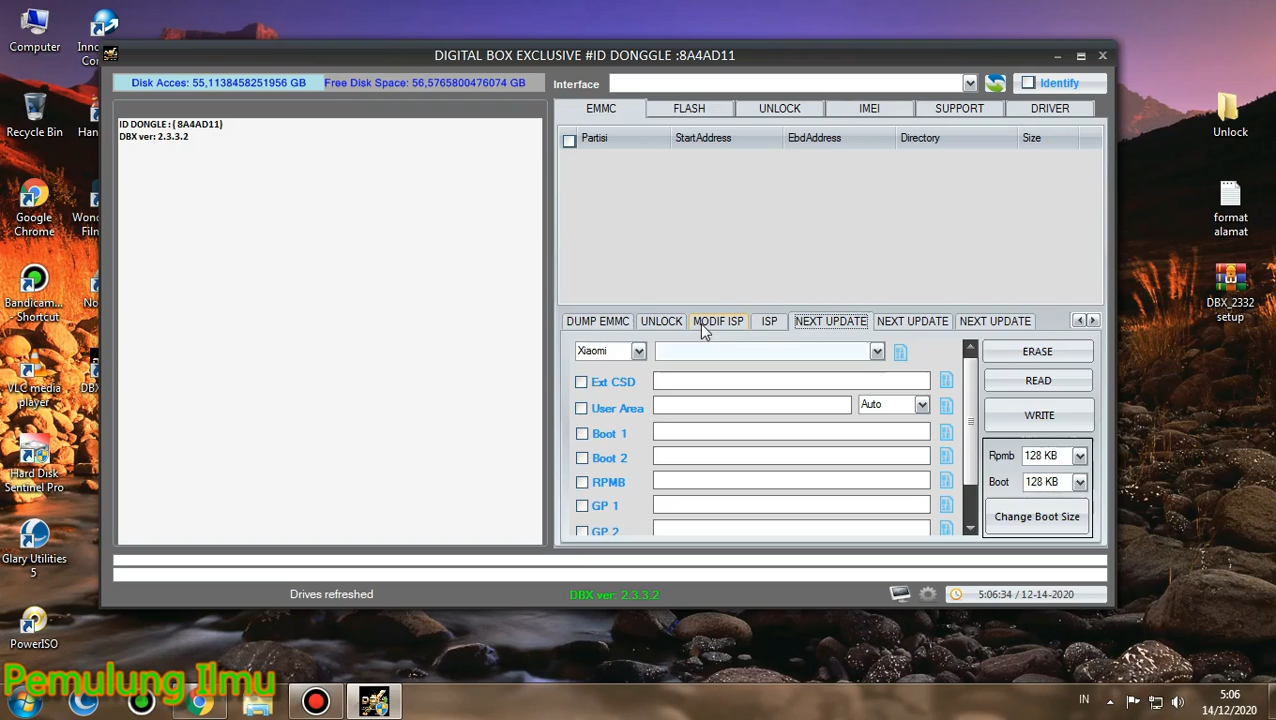 Computer
Inno
Co
Recycle Bin
Han
Google
Chrome
Won
Film
Bandicam...
- Shortcut
No
VLC media
player
DBX
Hard Disk
Sentinel Pro
Glary Utilities
5
PowerISO
DIGITAL BOX EXCLUSIVE #ID DONGGLE :8A4AD11
Disk Acces: 55,1138458251956 GB Free Disk Space: 56,5765800476074 GB
ID DONGLE : { 8A4AD11}
DBX ver: 2.3.3.2
Interface Identify
EMMC FLASH UNLOCK IMEI SUPPORT DRIVER
Partisi StartAddress EbdAddress Directory Size
DUMP EMMC UNLOCK MODIF ISP ISP NEXT UPDATE NEXT UPDATE NEXT UPDATE
Xiaomi
Ext CSD
User Area Auto
Boot 1
Boot 2
RPMB
GP 1
GP 2
ERASE
READ
WRITE
Rpmb 128 KB
Boot 128 KB
Change Boot Size
Drives refreshed DBX ver: 2.3.3.2 5:06:34 / 12-14-2020
Unlock
format
alamat
DBX_2332
setup
Pemulung Ilmu
IN 5:06
14/12/2020